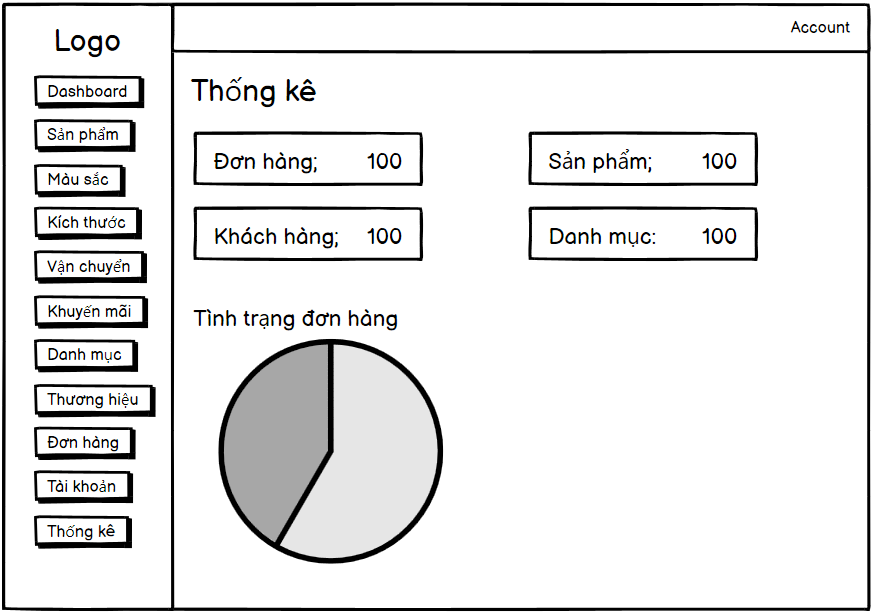 Logo
Account
Dashboard
Sản phẩm
Màu sắc
Kích thước
Vận chuyển
Khuyến mãi
Danh mục
Thương hiệu
Đơn hàng
Tài khoản
Thống kê
Thống kê
Đơn hàng; 100
Sản phẩm; 100
Khách hàng; 100
Danh mục: 100
Tình trạng đơn hàng